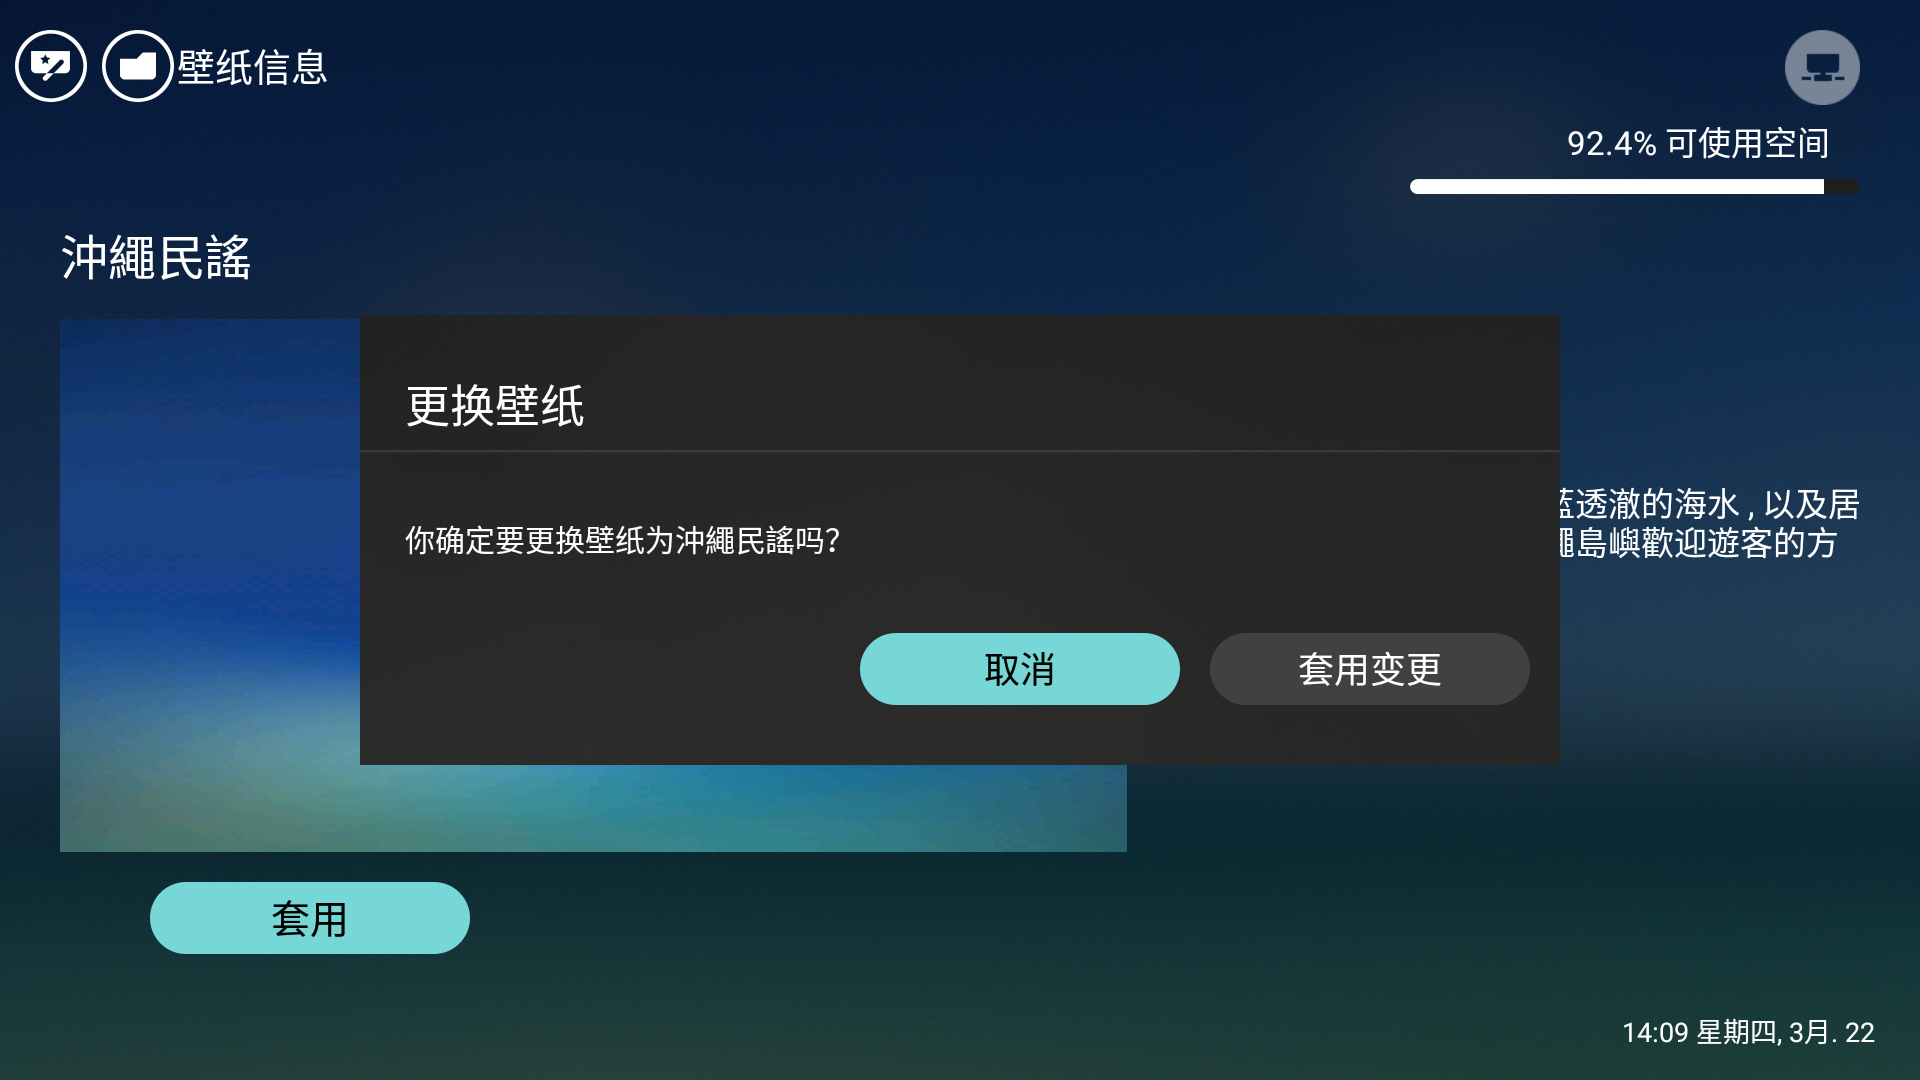 壁纸信息
92.4% 可使用空间
沖繩民謠
更换壁纸
你确定要更换壁纸为沖繩民謠吗?
透澈的海水 , 以及居
島嶼歡迎遊客的方
取消
套用变更
套用
14:09 星期四, 3月. 22